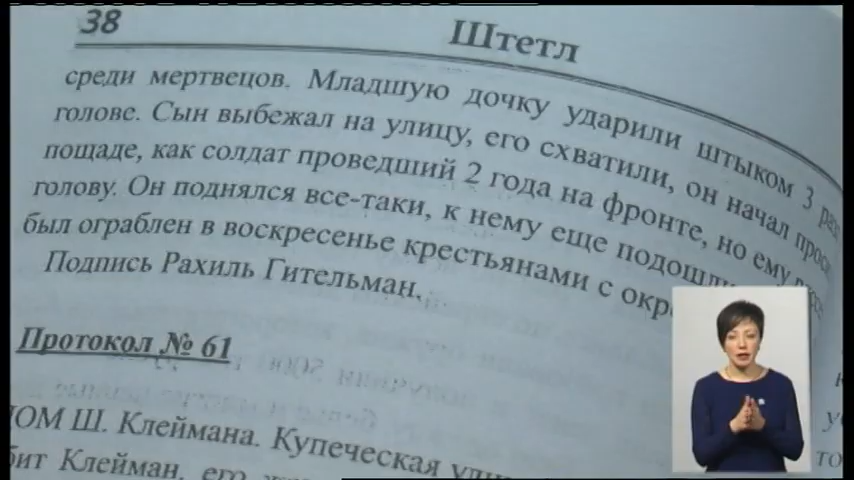 38
Штетл
среди мертвецов. Младшую дочку ударили штыком 3
голове. Сын выбежал на улицу, его схватили, он начал
пощаде, как солдат проведший 2 года на фронте, но ему
голову. Он поднялся все-таки, к нему еще
был ограблен в воскресенье крестьянами с
Подпись Рахиль Гительман.
Протокол № 61
Ш. Клеймана. Купеческая
Клейман, его